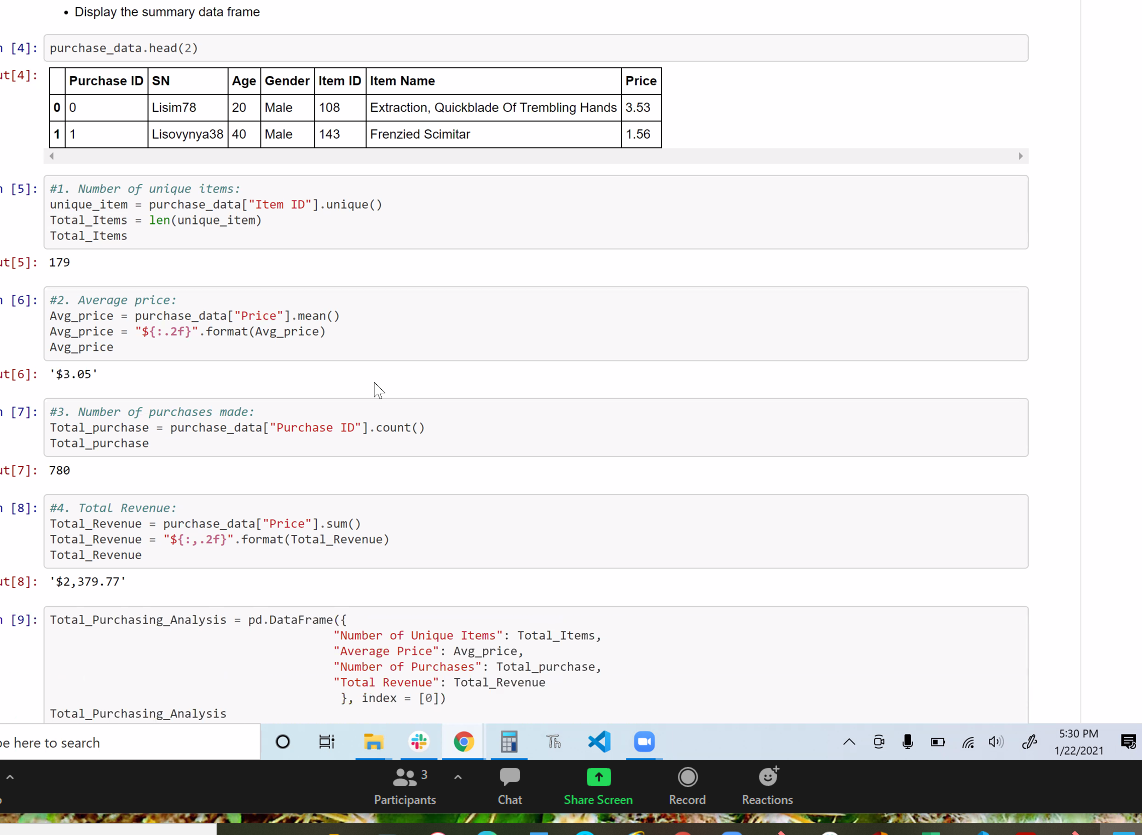 • Display the summary data frame
n [4]: purchase_data.head(2)
ut[4]:
Purchase ID SN Age Gender Item ID Item Name Price
0 0 Lisim78 20 Male 108 Extraction, Quickblade Of Trembling Hands 3.53
1 1 Lisovynya38 40 Male 143 Frenzied Scimitar 1.56
n [5]: #1. Number of unique items:
unique_item = purchase_data["Item ID"].unique()
Total_Items = len(unique_item)
Total_Items
ut[5]: 179
n [6]: #2. Average price:
Avg_price = purchase_data["Price"].mean()
Avg_price = "${:.2f}".format(Avg_price)
Avg_price
ut[6]: '$3.05'
n [7]: #3. Number of purchases made:
Total_purchase = purchase_data["Purchase ID"].count()
Total_purchase
ut[7]: 780
n [8]: #4. Total Revenue:
Total_Revenue = purchase_data["Price"].sum()
Total_Revenue = "${:,.2f}".format(Total_Revenue)
Total_Revenue
ut[8]: '$2,379.77'
n [9]: Total_Purchasing_Analysis = pd.DataFrame({
"Number of Unique Items": Total_Items,
"Average Price": Avg_price,
"Number of Purchases": Total_purchase,
"Total Revenue": Total_Revenue
}, index = [0])
Total_Purchasing_Analysis
pe here to search
Th
5:30 PM
1/22/2021
3
Participants Chat Share Screen Record Reactions